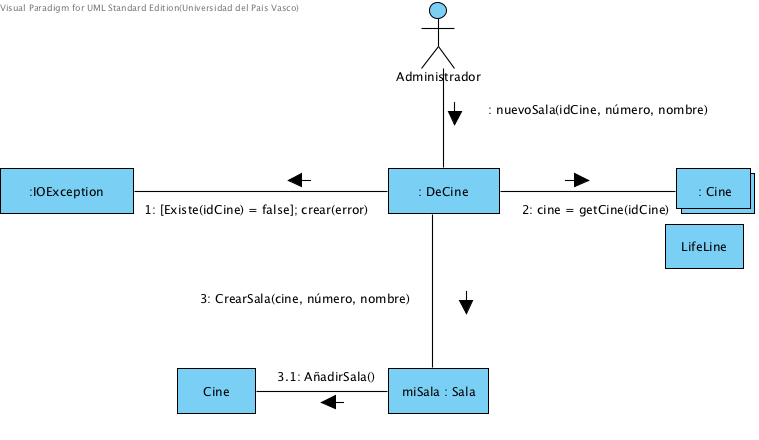 Visual Paradigm for UML Standard Edition(Universidad del Pais Vasco)
Administrador
: nuevoSala(idCine, número, nombre)
:IOException
: DeCine
: Cine
1: [Existe(idCine) = false]; crear(error)
2: cine = getCine(idCine)
LifeLine
3: CrearSala(cine, número, nombre)
3.1: AñadirSala()
Cine
miSala : Sala